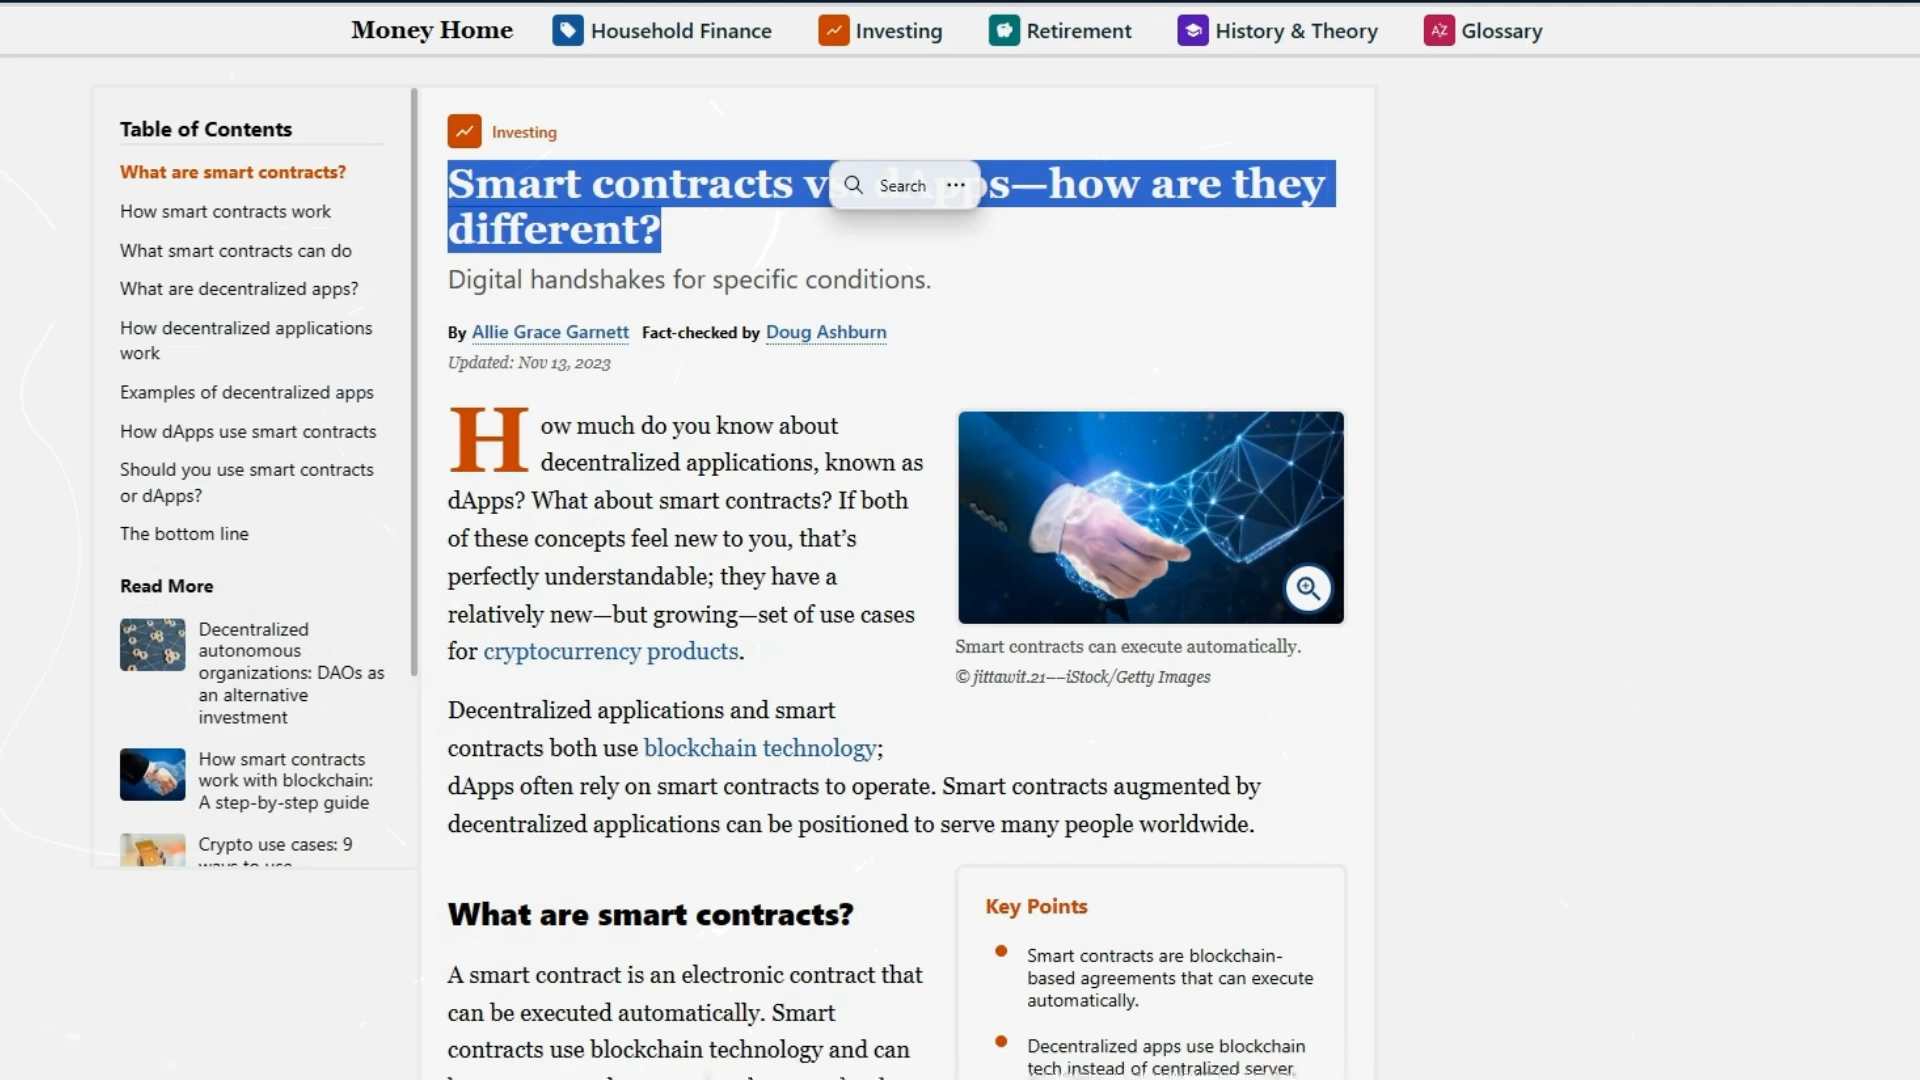 Money Home
Household Finance
Investing
Retirement
History & Theory
Glossary
Table of Contents
What are smart contracts?
How smart contracts work
What smart contracts can do
What are decentralized apps?
How decentralized applications
work
Examples of decentralized apps
How dApps use smart contracts
Should you use smart contracts
or dApps?
The bottom line
Read More
Decentralized
autonomous
organizations: DAOs as
an alternative
investment
How smart contracts
work with blockchain:
A step-by-step guide
Crypto use cases: 9
ways to use
Investing
Smart contracts vs. dApps—how are they
different?
Search
Digital handshakes for specific conditions.
By Allie Grace Garnett Fact-checked by Doug Ashburn
Updated: Nov 13, 2023
How much do you know about
decentralized applications, known as
dApps? What about smart contracts? If both
of these concepts feel new to you, that’s
perfectly understandable; they have a
relatively new—but growing—set of use cases
for cryptocurrency products.
Smart contracts can execute automatically.
© jittawit.21—iStock/Getty Images
Decentralized applications and smart
contracts both use blockchain technology;
dApps often rely on smart contracts to operate. Smart contracts augmented by
decentralized applications can be positioned to serve many people worldwide.
What are smart contracts?
A smart contract is an electronic contract that
can be executed automatically. Smart
contracts use blockchain technology and can
Key Points
Smart contracts are blockchain-
based agreements that can execute
automatically.
Decentralized apps use blockchain
tech instead of centralized server